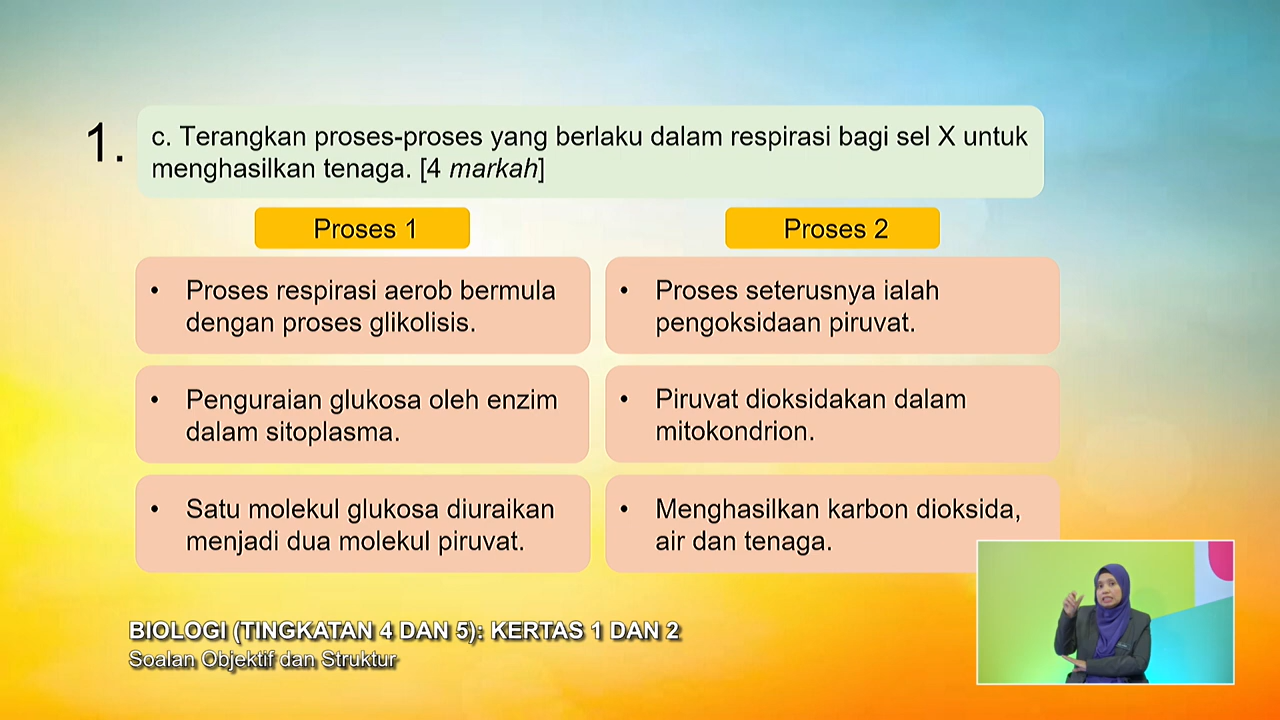 1.
c. Terangkan proses-proses yang berlaku dalam respirasi bagi sel X untuk
menghasilkan tenaga. [4 markah]
Proses 1
• Proses respirasi aerob bermula
dengan proses glikolisis.
• Penguraian glukosa oleh enzim
dalam sitoplasma.
• Satu molekul glukosa diuraikan
menjadi dua molekul piruvat.
Proses 2
• Proses seterusnya ialah
pengoksidaan piruvat.
• Piruvat dioksidakan dalam
mitokondrion.
• Menghasilkan karbon dioksida,
air dan tenaga.
BIOLOGI (TINGKATAN 4 DAN 5): KERTAS 1 DAN 2
Soalan Objektif dan Struktur